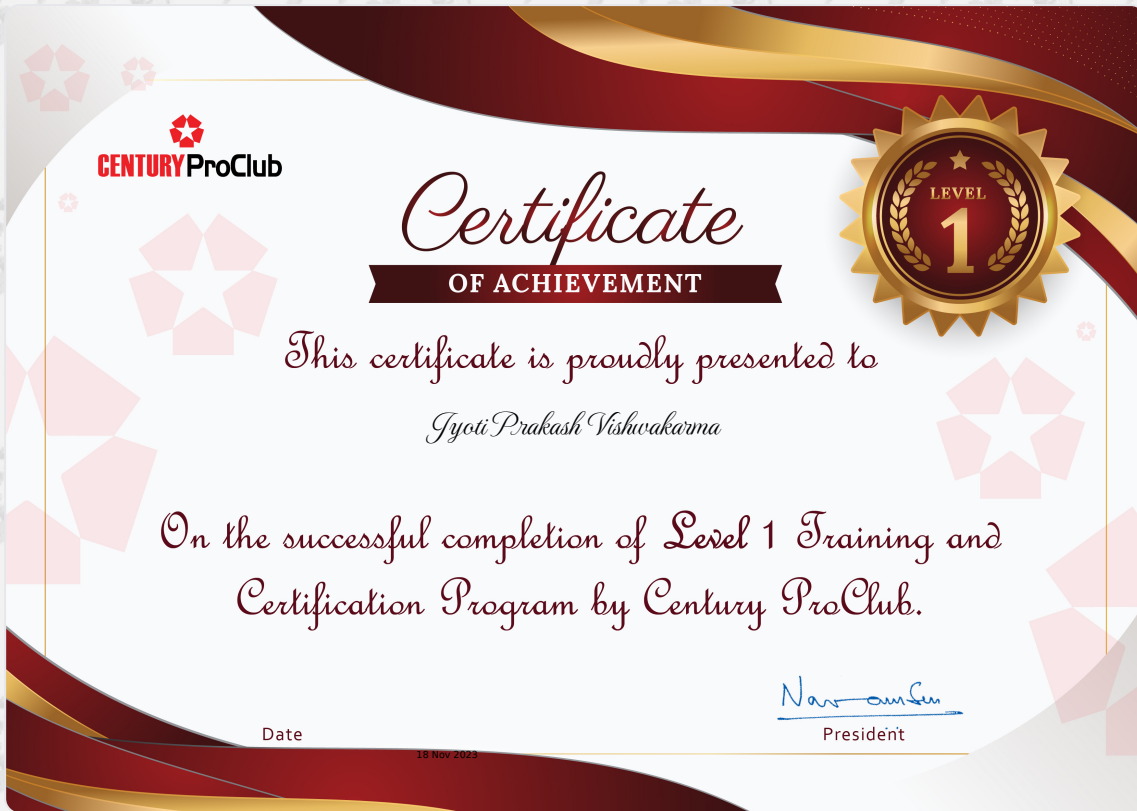 CENTURY ProClub
LEVEL
1
Certificate
OF ACHIEVEMENT
This certificate is proudly presented to
Jyoti Prakash Vishwakarma
On the successful completion of Level 1 Training and
Certification Program by Century ProClub.
Date
President
18 Nov 2023